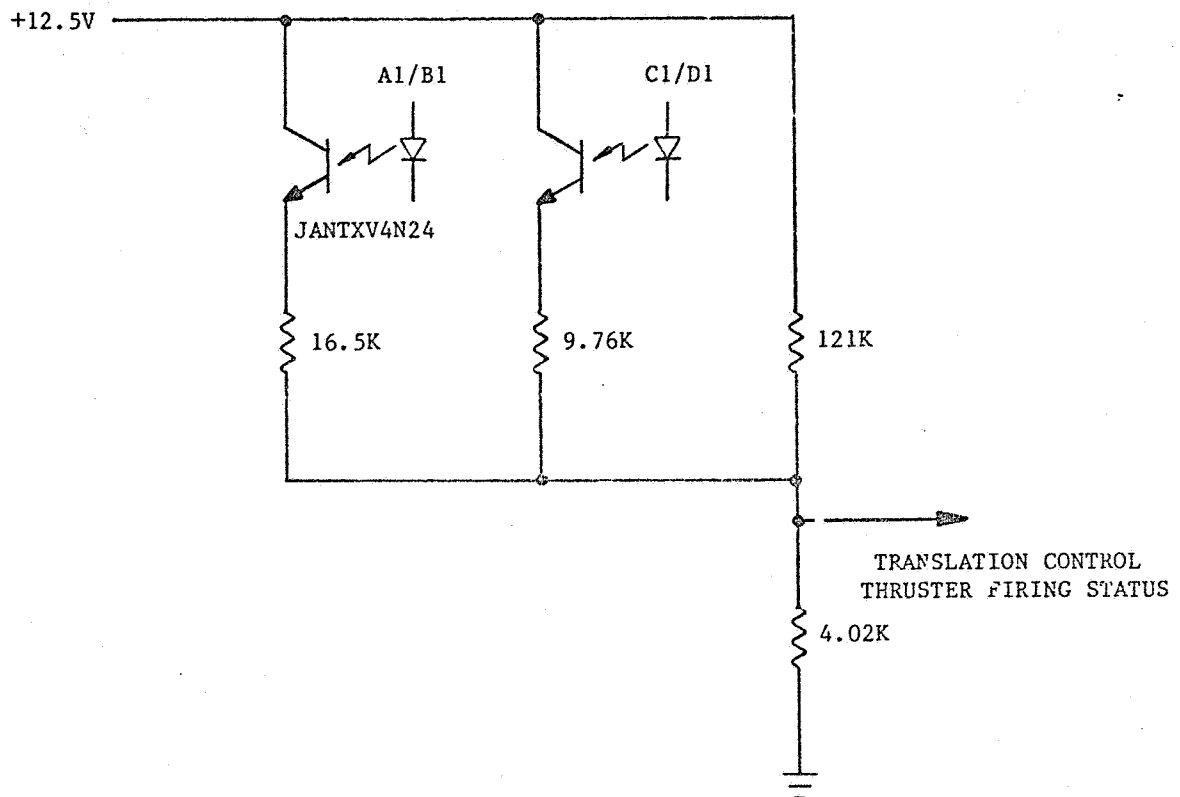 +12.5V
A1/B1
C1/D1
JANTXV4N24
16.5K
9.76K
121K
TRANSLATION CONTROL
THRUSTER FIRING STATUS
4.02K